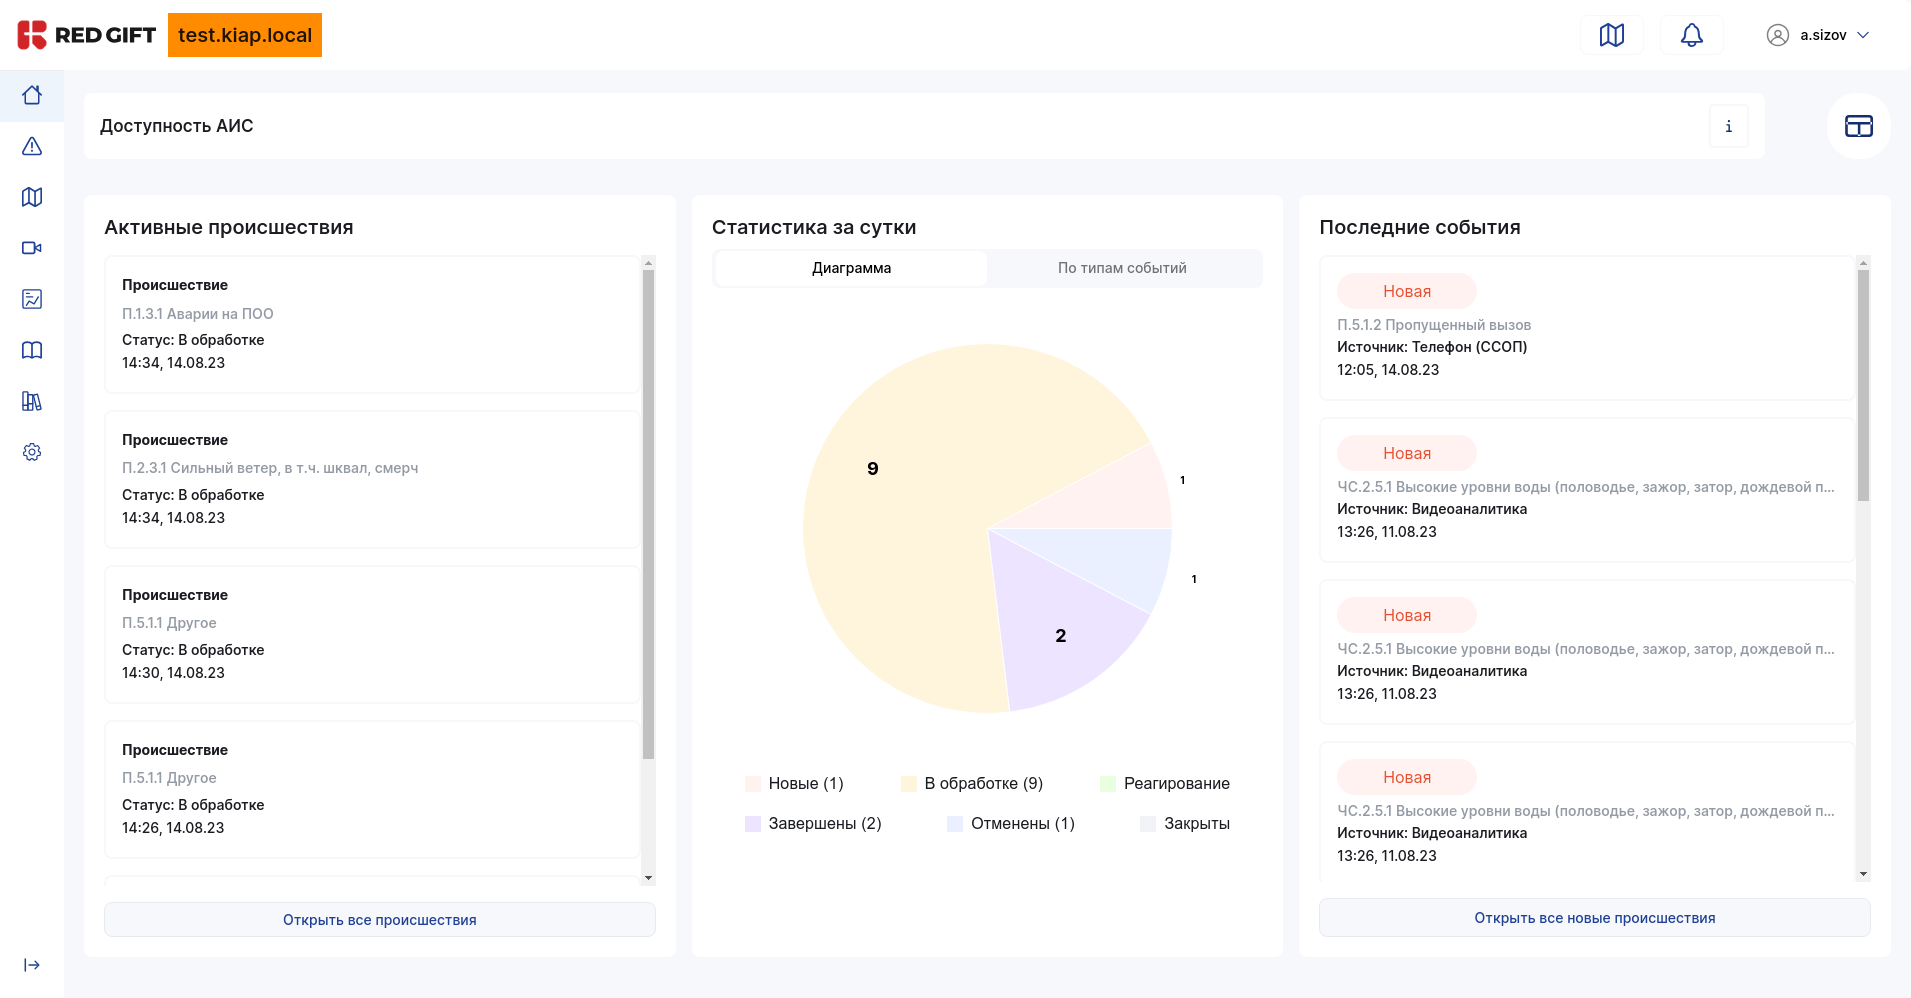 RED GIFT
test.kiap.local
a.sizov
Доступность АИС
i
Активные происшествия
Происшествие
П.1.3.1 Аварии на ПОО
Статус: В обработке
14:34, 14.08.23
Происшествие
П.2.3.1 Сильный ветер, в т.ч. шквал, смерч
Статус: В обработке
14:34, 14.08.23
Происшествие
П.5.1.1 Другое
Статус: В обработке
14:30, 14.08.23
Происшествие
П.5.1.1 Другое
Статус: В обработке
14:26, 14.08.23
Открыть все происшествия
Статистика за сутки
Диаграмма
По типам событий
9
1
1
2
Новые (1)
В обработке (9)
Реагирование
Завершены (2)
Отменены (1)
Закрыты
Последние события
Новая
П.5.1.2 Пропущенный вызов
Источник: Телефон (ССОП)
12:05, 14.08.23
Новая
ЧС.2.5.1 Высокие уровни воды (половодье, зажор, затор, дождевой п...
Источник: Видеоаналитика
13:26, 11.08.23
Новая
ЧС.2.5.1 Высокие уровни воды (половодье, зажор, затор, дождевой п...
Источник: Видеоаналитика
13:26, 11.08.23
Новая
ЧС.2.5.1 Высокие уровни воды (половодье, зажор, затор, дождевой п...
Источник: Видеоаналитика
13:26, 11.08.23
Открыть все новые происшествия